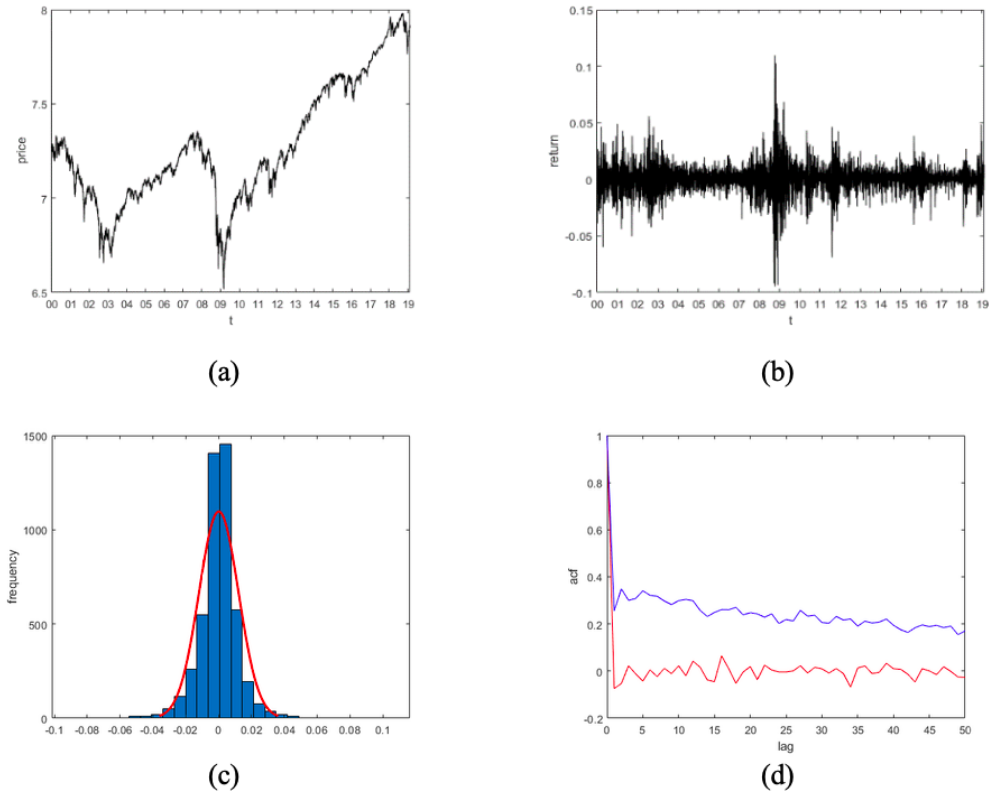 8
7.5
7
6.5
price
00 01 02 03 04 05 06 07 08 09 10 11 12 13 14 15 16 17 18 19
t
(a)
0.15
0.1
0.05
0
-0.05
-0.1
return
00 01 02 03 04 05 06 07 08 09 10 11 12 13 14 15 16 17 18 19
t
(b)
1500
1000
500
0
frequency
-0.1 -0.08 -0.06 -0.04 -0.02 0 0.02 0.04 0.06 0.08 0.1
(c)
1
0.8
0.6
0.4
0.2
0
-0.2
acf
0 5 10 15 20 25 30 35 40 45 50
lag
(d)